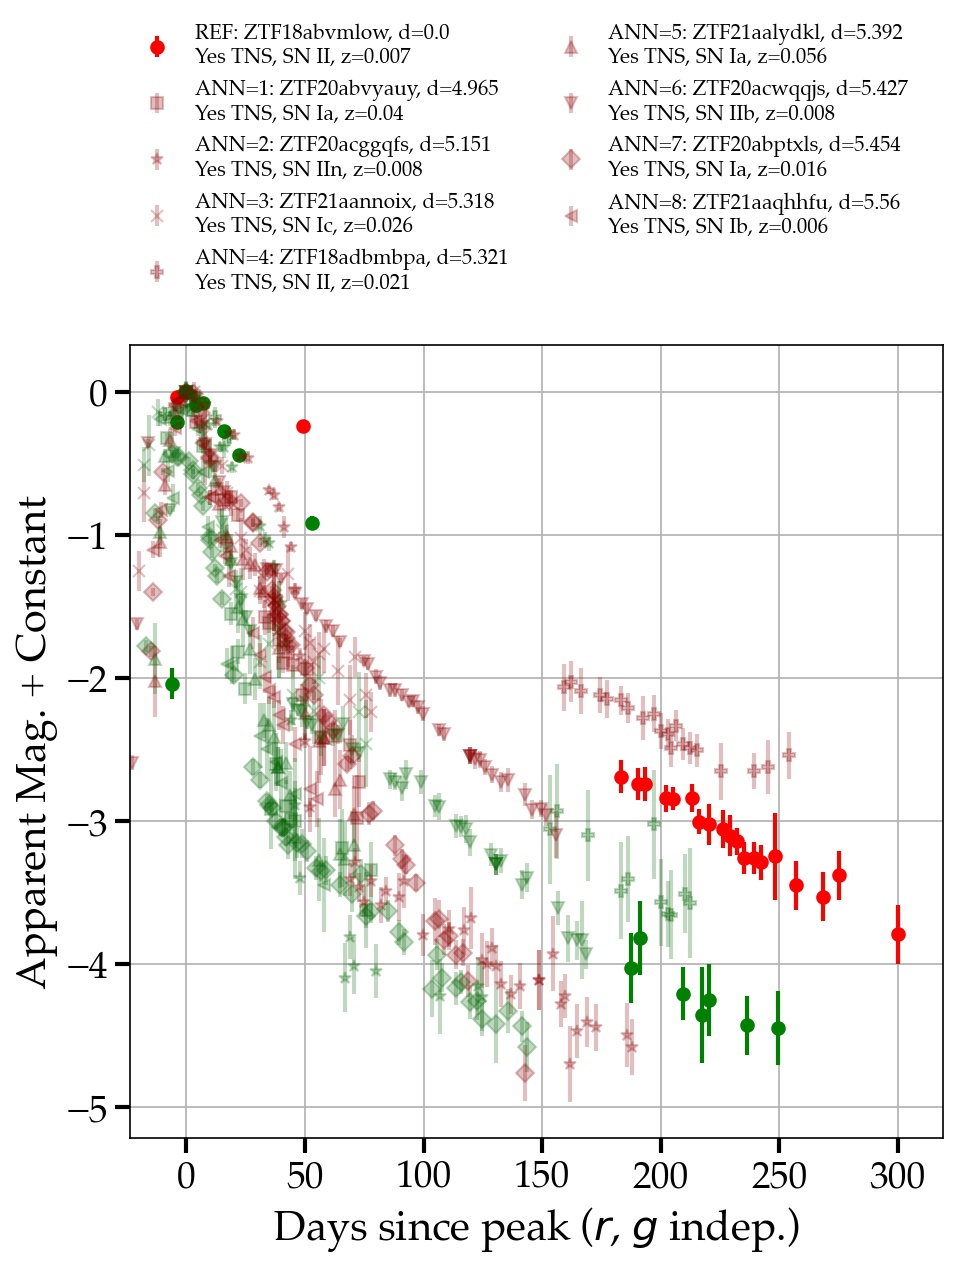 REF: ZTF18abvmlow, d=0.0
Yes TNS, SN II, z=0.007
ANN=1: ZTF20abvyauy, d=4.965
Yes TNS, SN Ia, z=0.04
ANN=2: ZTF20acggqfs, d=5.151
Yes TNS, SN IIn, z=0.008
ANN=3: ZTF21aannoix, d=5.318
Yes TNS, SN Ic, z=0.026
ANN=4: ZTF18adbmbpa, d=5.321
Yes TNS, SN II, z=0.021
ANN=5: ZTF21aalydkl, d=5.392
Yes TNS, SN Ia, z=0.056
ANN=6: ZTF20acwqqjs, d=5.427
Yes TNS, SN IIb, z=0.008
ANN=7: ZTF20abptxls, d=5.454
Yes TNS, SN Ia, z=0.016
ANN=8: ZTF21aaqhhfu, d=5.56
Yes TNS, SN Ib, z=0.006
Apparent Mag. + Constant
0
−1
−2
−3
−4
−5
0 50 100 150 200 250 300
Days since peak (r, g indep.)